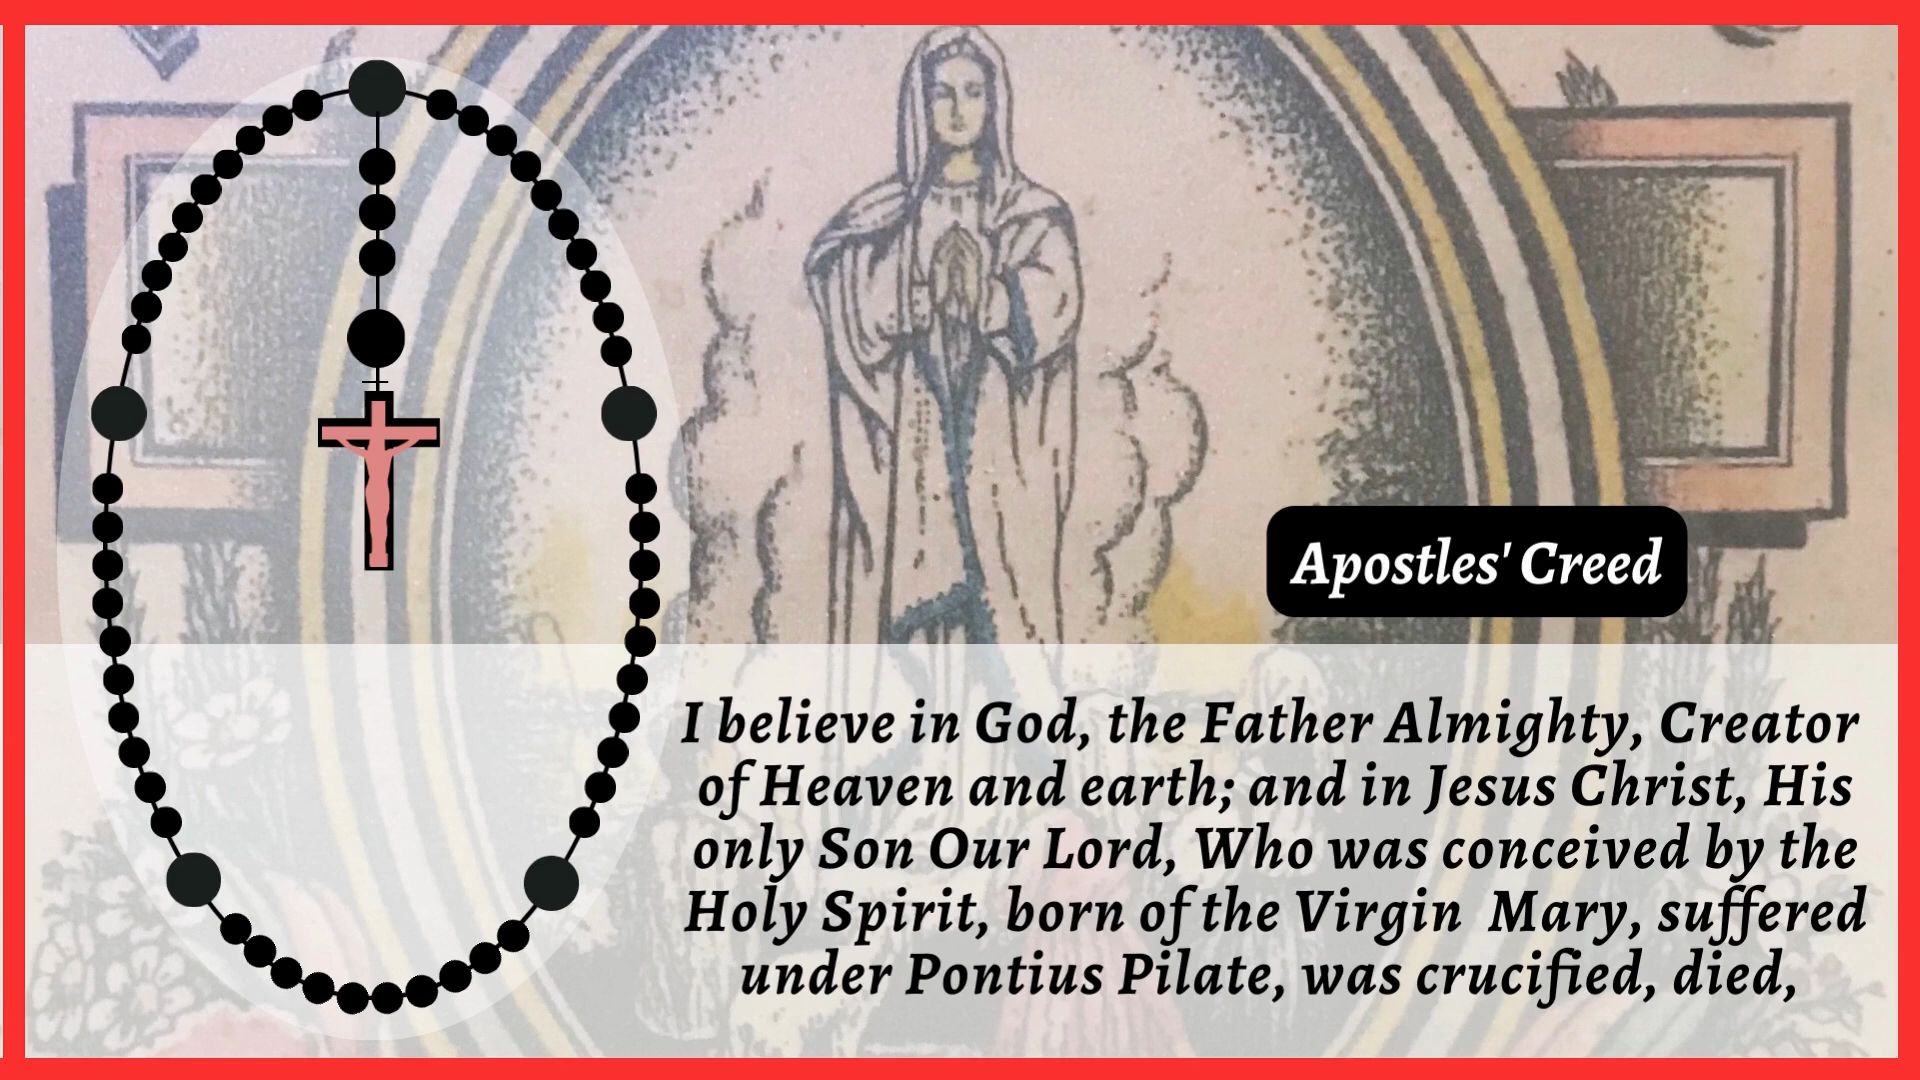 Apostles' Creed
I believe in God, the Father Almighty, Creator
of Heaven and earth; and in Jesus Christ, His
only Son Our Lord, Who was conceived by the
Holy Spirit, born of the Virgin  Mary, suffered
under Pontius Pilate, was crucified, died,